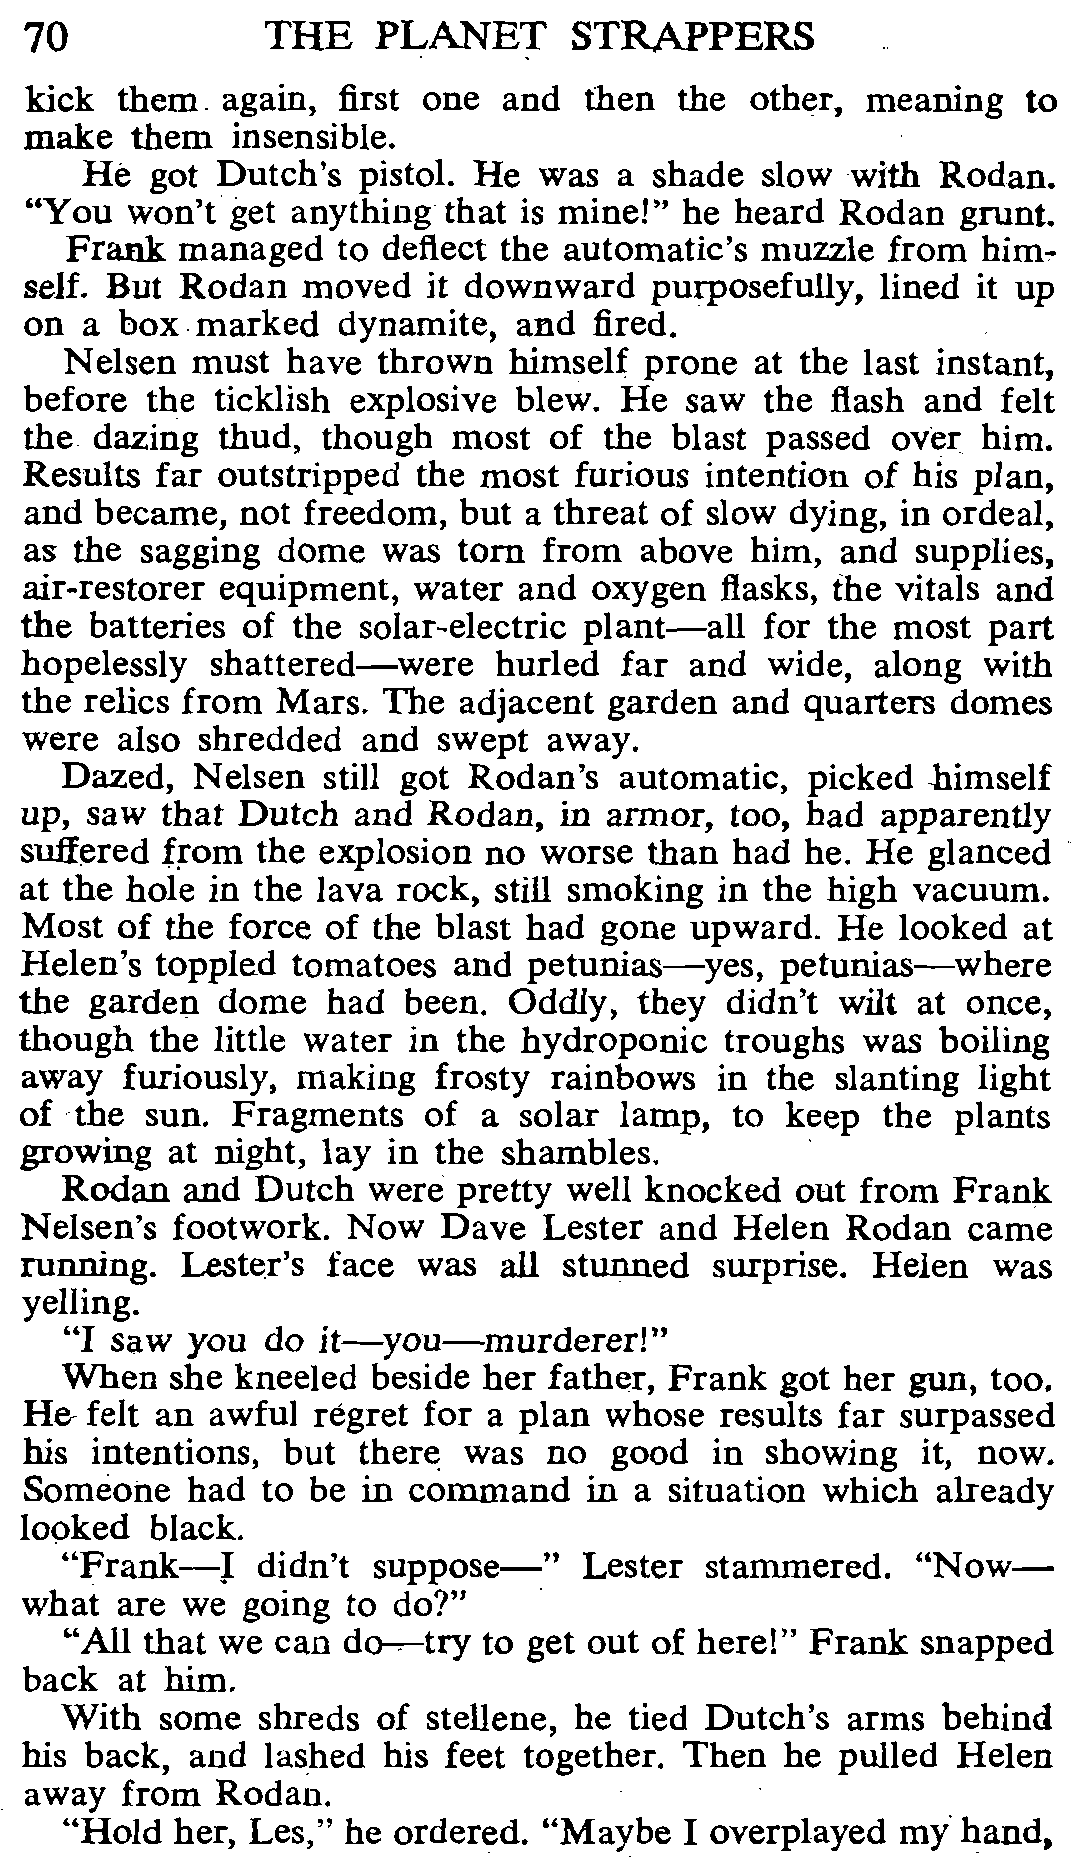 70 THE PLANET STRAPPERS
kick them again, first one and then the other, meaning to
make them insensible.
He got Dutch's pistol. He was a shade slow with Rodan.
“You won't get anything that is mine!” he heard Rodan grunt.
Frank managed to deflect the automatic's muzzle from him-
self. But Rodan moved it downward purposefully, lined it up
on a box marked dynamite, and fired.
Nelsen must have thrown himself prone at the last instant,
before the ticklish explosive blew. He saw the flash and felt
the dazing thud, though most of the blast passed over him.
Results far outstripped the most furious intention of his plan,
and became, not freedom, but a threat of slow dying, in ordeal,
as the sagging dome was torn from above him, and supplies,
air-restorer equipment, water and oxygen flasks, the vitals and
the batteries of the solar-electric plant—all for the most part
hopelessly shattered—were hurled far and wide, along with
the relics from Mars. The adjacent garden and quarters domes
were also shredded and swept away.
Dazed, Nelsen still got Rodan's automatic, picked himself
up, saw that Dutch and Rodan, in armor, too, had apparently
suffered from the explosion no worse than had he. He glanced
at the hole in the lava rock, still smoking in the high vacuum.
Most of the force of the blast had gone upward. He looked at
Helen's toppled tomatoes and petunias—yes, petunias—where
the garden dome had been. Oddly, they didn't wilt at once,
though the little water in the hydroponic troughs was boiling
away furiously, making frosty rainbows in the slanting light
of the sun. Fragments of a solar lamp, to keep the plants
growing at night, lay in the shambles.
Rodan and Dutch were pretty well knocked out from Frank
Nelsen's footwork. Now Dave Lester and Helen Rodan came
running. Lester's face was all stunned surprise. Helen was
yelling.
“I saw you do it—you—murderer!”
When she kneeled beside her father, Frank got her gun, too.
He felt an awful regret for a plan whose results far surpassed
his intentions, but there was no good in showing it, now.
Someone had to be in command in a situation which already
looked black.
“Frank—I didn't suppose—” Lester stammered. “Now—
what are we going to do?”
“All that we can do—try to get out of here!” Frank snapped
back at him.
With some shreds of stellene, he tied Dutch's arms behind
his back, and lashed his feet together. Then he pulled Helen
away from Rodan.
“Hold her, Les,” he ordered. “Maybe I overplayed my hand,